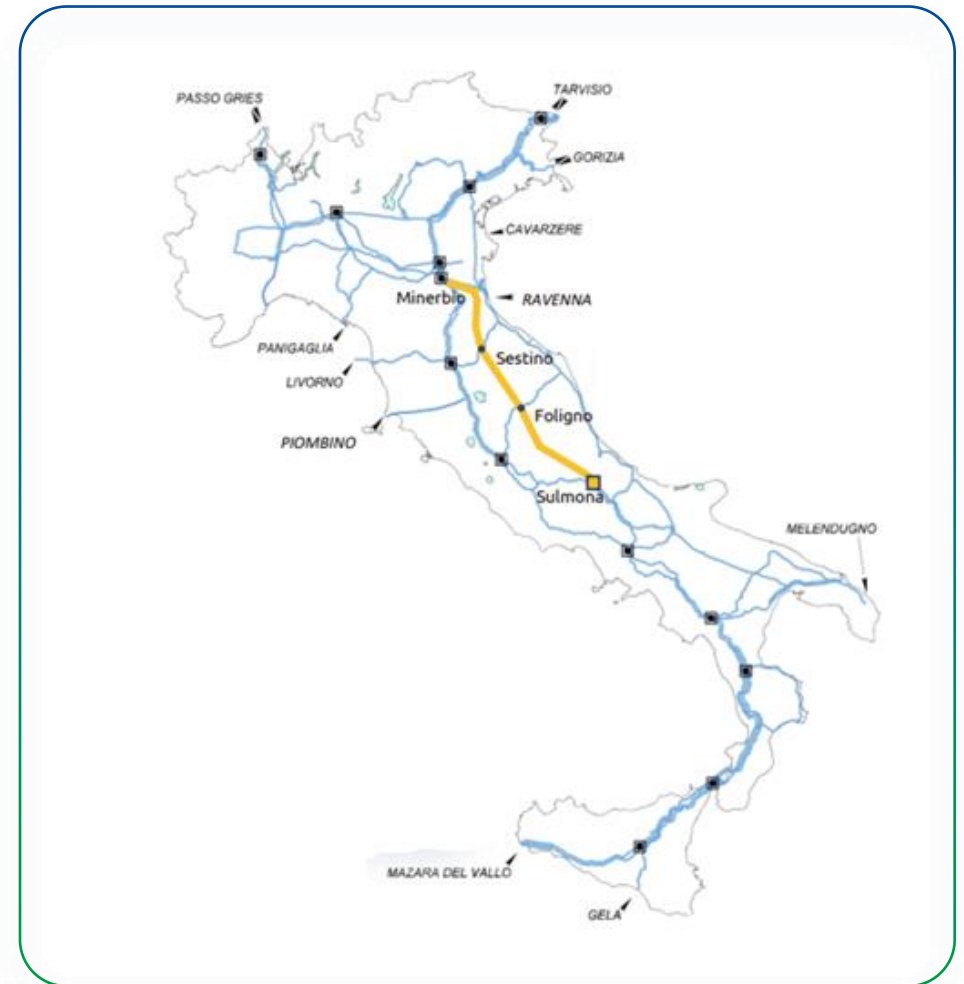 TARVISIO
PASSO GRIES
GORIZIA
CAVARZERE
Minerbio
RAVENNA
PANIGAGLIA
Sestino
LIVORNO
Foligno
PIOMBINO
Sulmona
MELENDUGNO
MAZARA DEL VALLO
GELA